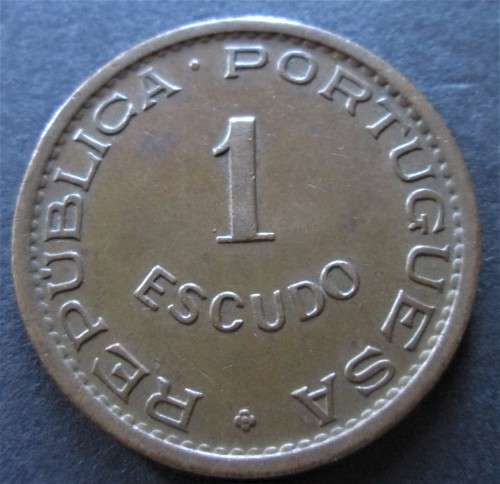 REPÚBLICA · PORTUGUESA
1
ESCUDO